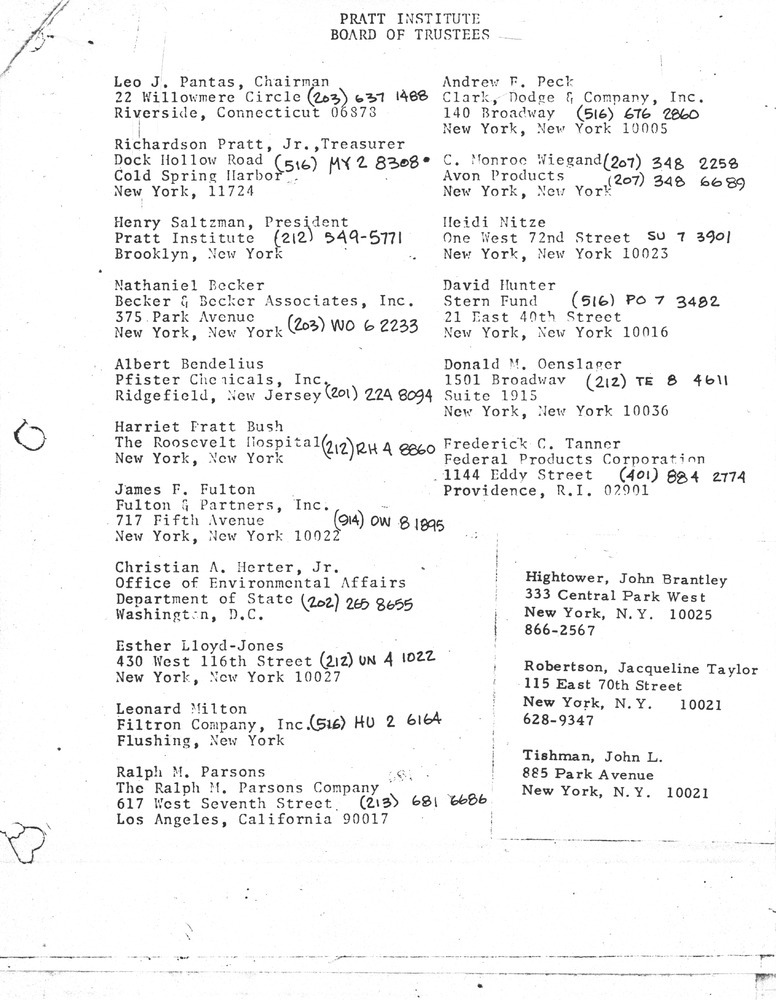 PRATT INSTITUTE
BOARD OF TRUSTEES
Leo J. Pantas, Chairman
22 Willowmere Circle (203) 637 1488
Riverside, Connecticut 06878
Richardson Pratt, Jr.,Treasurer
Dock Hollow Road (516) MY 2 8308
Cold Spring Harbor
New York, 11724
Henry Saltzman, President
Pratt Institute (212) 549-5771
Brooklyn, New York
Nathaniel Becker
Becker & Becker Associates, Inc.
375 Park Avenue
New York, New York (203) WO 6 2233
Albert Bendelius
Pfister Chemicals, Inc.
Ridgefield, New Jersey (201) 22A 8094
Harriet Pratt Bush
The Roosevelt Hospital (212) RH A 8860
New York, New York
James F. Fulton
Fulton & Partners, Inc.
717 Fifth Avenue (914) OW 8 1895
New York, New York 10022
Christian A. Herter, Jr.
Office of Environmental Affairs
Department of State (202) 265 8655
Washington, D.C.
Esther Lloyd-Jones
430 West 116th Street (212) UN 4 1022
New York, New York 10027
Leonard Milton
Filtron Company, Inc. (516) HU 2 6164
Flushing, New York
Ralph M. Parsons
The Ralph M. Parsons Company
617 West Seventh Street (213) 681 6686
Los Angeles, California 90017
Andrew F. Peck
Clark, Dodge & Company, Inc.
140 Broadway (516) 676 2860
New York, New York 10005
C. Monroe Wiegand (207) 348 2258
Avon Products (207) 348 6689
New York, New York
Heidi Nitze
One West 72nd Street SU 7 3901
New York, New York 10023
David Hunter
Stern Fund (516) PO 7 3482
21 East 40th Street
New York, New York 10016
Donald M. Oenslager
1501 Broadway (212) TE 8 4611
Suite 1915
New York, New York 10036
Frederick C. Tanner
Federal Products Corporation
1144 Eddy Street (401) 884 2774
Providence, R.I. 02901
Hightower, John Brantley
333 Central Park West
New York, N.Y. 10025
866-2567
Robertson, Jacqueline Taylor
115 East 70th Street
New York, N.Y. 10021
628-9347
Tishman, John L.
885 Park Avenue
New York, N.Y. 10021